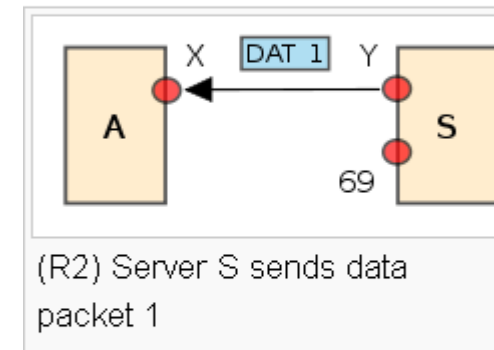 X DAT 1 Y
A S
69
(R2) Server S sends data
packet 1